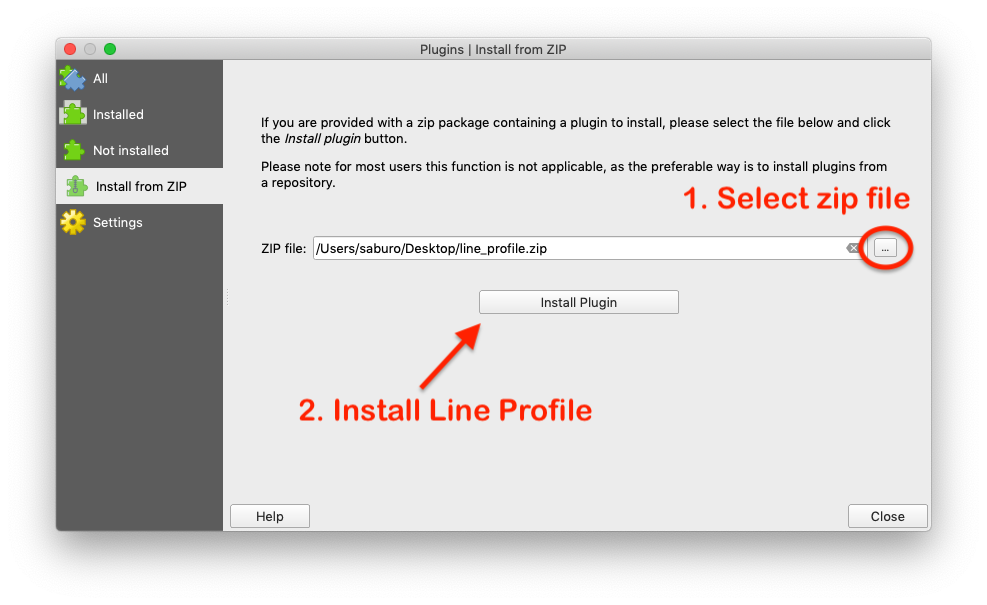 Plugins | Install from ZIP
All
Installed
Not installed
Install from ZIP
Settings
If you are provided with a zip package containing a plugin to install, please select the file below and click
the Install plugin button.
Please note for most users this function is not applicable, as the preferable way is to install plugins from
a repository.
1. Select zip file
ZIP file: /Users/saburo/Desktop/line_profile.zip ...
Install Plugin
2. Install Line Profile
Help
Close